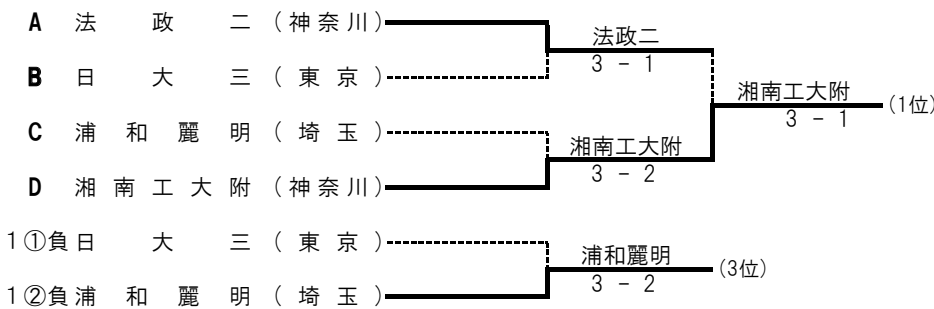 A 法政二(神奈川)
法政二
3 - 1
B 日大三(東京)
湘南工大附 (1位)
3 - 1
C 浦和麗明(埼玉)
湘南工大附
3 - 2
D 湘南工大附(神奈川)
1①負 日大三(東京)
浦和麗明 (3位)
3 - 2
1②負 浦和麗明(埼玉)